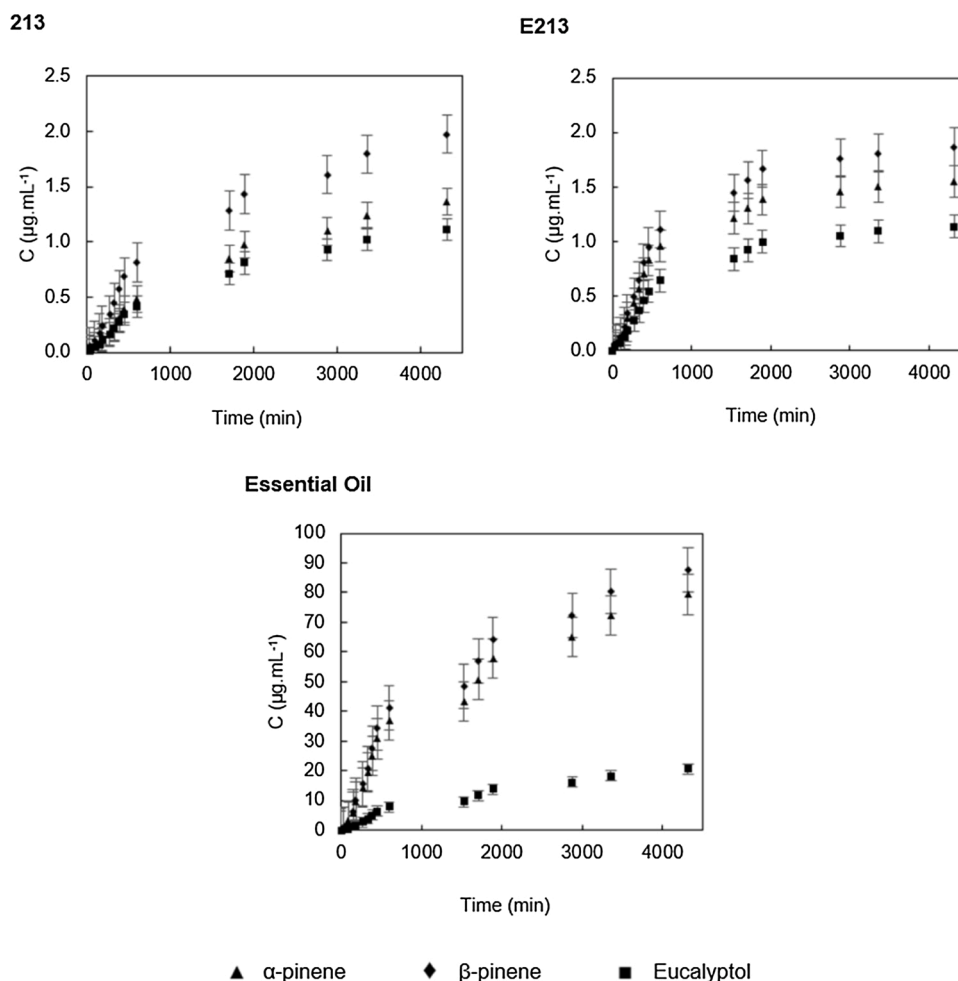 213
E213
2.5
2.0
1.5
1.0
0.5
0.0
C (µg.mL⁻¹)
0 1000 2000 3000 4000
Time (min)
2.5
2.0
1.5
1.0
0.5
0.0
C (µg.mL⁻¹)
0 1000 2000 3000 4000
Time (min)
Essential Oil
100
90
80
70
60
50
40
30
20
10
0
C (µg.mL⁻¹)
0 1000 2000 3000 4000
Time (min)
α-pinene β-pinene Eucalyptol